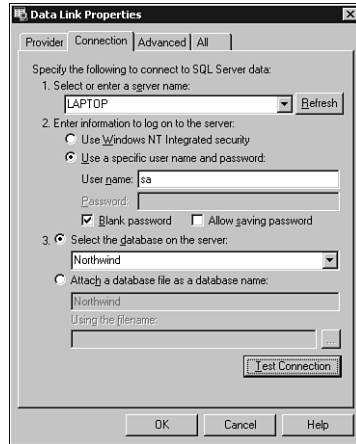 Data Link Properties
Provider Connection Advanced All
Specify the following to connect to SQL Server data:
1. Select or enter a server name:
LAPTOP Refresh
2. Enter information to log on to the server:
Use Windows NT Integrated security
Use a specific user name and password:
User name: sa
Password:
Blank password Allow saving password
3. Select the database on the server:
Northwind
Attach a database file as a database name:
Northwind
Using the filename:
...
Test Connection
OK Cancel Help